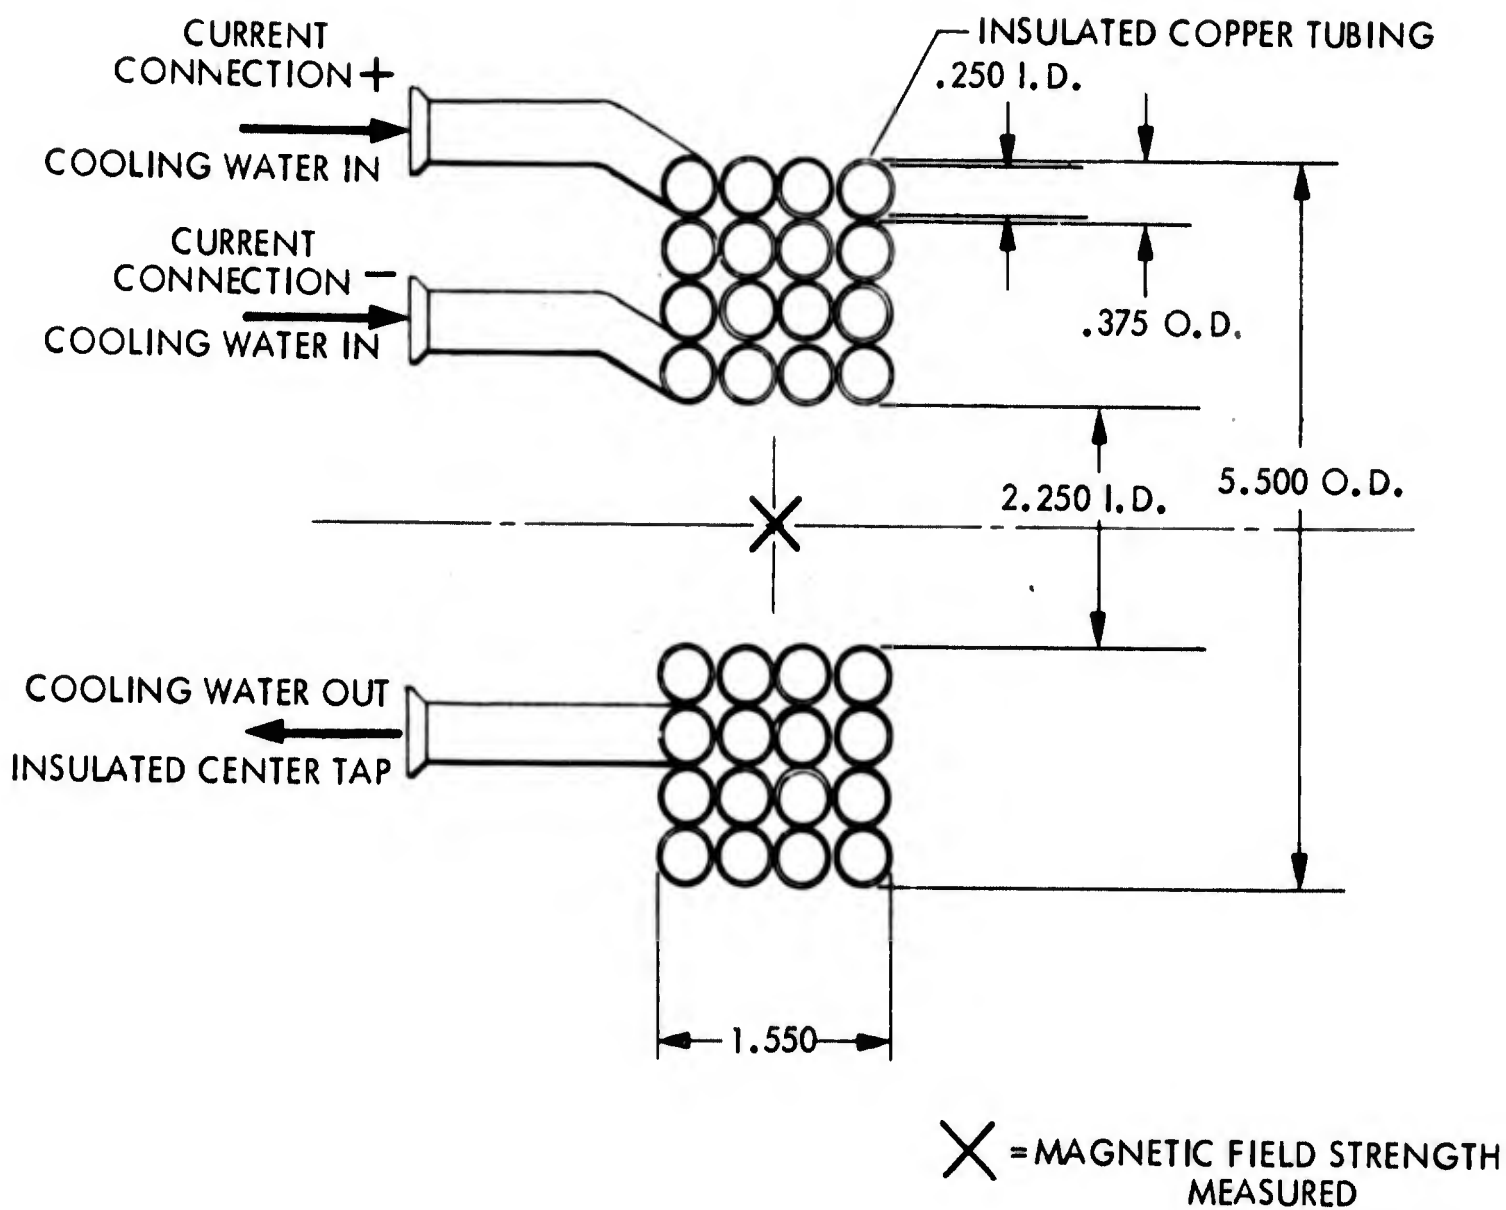 CURRENT
CONNECTION +
COOLING WATER IN
INSULATED COPPER TUBING
.250 I.D.
CURRENT
CONNECTION -
COOLING WATER IN
.375 O.D.
2.250 I.D.
5.500 O.D.
COOLING WATER OUT
INSULATED CENTER TAP
1.550
X = MAGNETIC FIELD STRENGTH
MEASURED